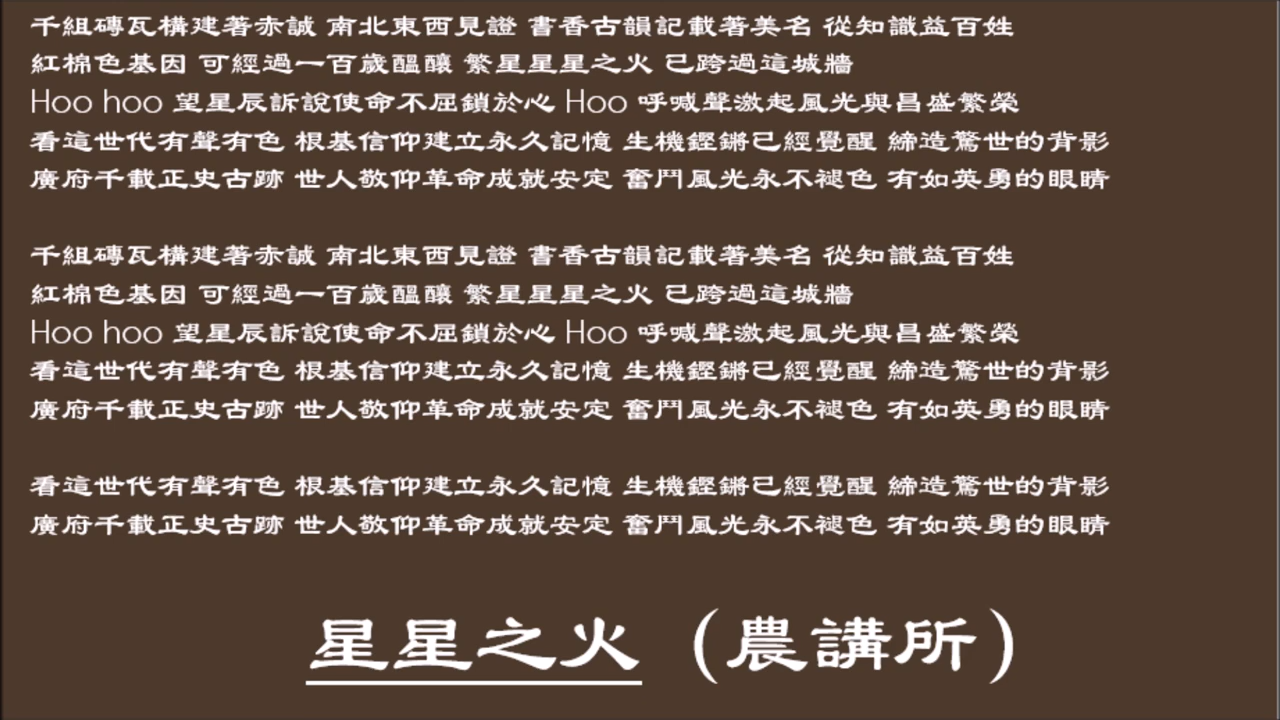 千組磚瓦構建著赤誠 南北東西見證 書香古韻記載著美名 從知識益百姓
紅棉色基因 可經過一百歲醞釀 繁星星星之火 已跨過這城牆
Hoo hoo 望星辰訴說使命不屈鎖於心 Hoo 呼喊聲激起風光與昌盛繁榮
看這世代有聲有色 根基信仰建立永久記憶 生機鏗鏘已經覺醒 締造驚世的背影
廣府千載正史古跡 世人敬仰革命成就安定 奮鬥風光永不褪色 有如英勇的眼睛
千組磚瓦構建著赤誠 南北東西見證 書香古韻記載著美名 從知識益百姓
紅棉色基因 可經過一百歲醞釀 繁星星星之火 已跨過這城牆
Hoo hoo 望星辰訴說使命不屈鎖於心 Hoo 呼喊聲激起風光與昌盛繁榮
看這世代有聲有色 根基信仰建立永久記憶 生機鏗鏘已經覺醒 締造驚世的背影
廣府千載正史古跡 世人敬仰革命成就安定 奮鬥風光永不褪色 有如英勇的眼睛
看這世代有聲有色 根基信仰建立永久記憶 生機鏗鏘已經覺醒 締造驚世的背影
廣府千載正史古跡 世人敬仰革命成就安定 奮鬥風光永不褪色 有如英勇的眼睛
星星之火（農講所）